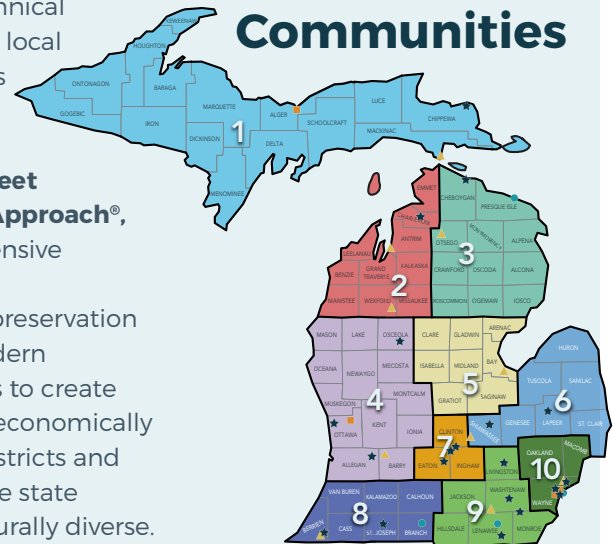 hnical
local
s
eet
Approach®,
ensive
preservation
dern
s to create
economically
stricts and
e state
urally diverse.
Communities
KEWEENAW
HOUGHTON
ONTONAGON
BARAGA
GOGEBIC
IRON
MARQUETTE
1
DICKINSON
MENOMINEE
ALGER
DELTA
SCHOOLCRAFT
LUCE
MACKINAC
CHIPPEWA
EMMET
CHARLEVOIX
ANTRIM
LEELANAU
BENZIE
GRAND
TRAVERSE
KALKASKA
2
MANISTEE
WEXFORD
MISSAUKEE
CHEBOYGAN
PRESQUE ISLE
OTSEGO
MONTMORENCY
ALPENA
3
CRAWFORD
OSCODA
ALCONA
ROSCOMMON
OGEMAW
IOSCO
MASON
LAKE
OSCEOLA
OCEANA
NEWAYGO
MECOSTA
MUSKEGON
4
MONTCALM
OTTAWA
KENT
IONIA
ALLEGAN
BARRY
CLARE
GLADWIN
ARENAC
ISABELLA
MIDLAND
BAY
5
GRATIOT
SAGINAW
HURON
TUSCOLA
SANILAC
6
SHIAWASSEE
GENESEE
LAPEER
ST. CLAIR
CLINTON
7
EATON
INGHAM
VAN BUREN
KALAMAZOO
CALHOUN
8
BERRIEN
CASS
ST. JOSEPH
BRANCH
LIVINGSTON
JACKSON
WASHTENAW
9
HILLSDALE
LENAWEE
MONROE
OAKLAND
MACOMB
10
WAYNE